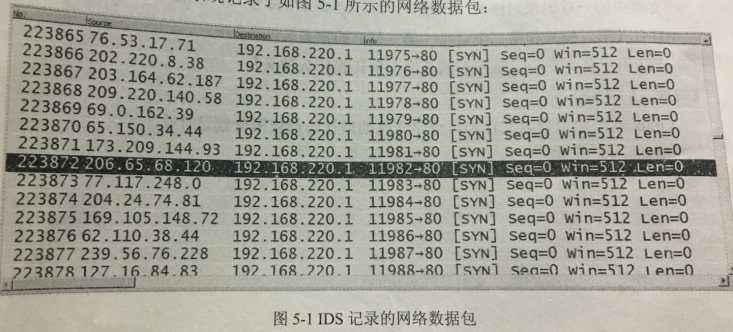 记录了如图 5-1 所示的网络数据包：
No. Source Destination Info
223865 76.53.17.71 192.168.220.1 11975→80 [SYN] Seq=0 Win=512 Len=0
223866 202.220.8.38 192.168.220.1 11976→80 [SYN] Seq=0 Win=512 Len=0
223867 203.164.62.187 192.168.220.1 11977→80 [SYN] Seq=0 Win=512 Len=0
223868 209.220.140.58 192.168.220.1 11978→80 [SYN] Seq=0 Win=512 Len=0
223869 69.0.162.39 192.168.220.1 11979→80 [SYN] Seq=0 Win=512 Len=0
223870 65.150.34.44 192.168.220.1 11980→80 [SYN] Seq=0 Win=512 Len=0
223871 173.209.144.93 192.168.220.1 11981→80 [SYN] Seq=0 Win=512 Len=0
223872 206.65.68.120 192.168.220.1 11982→80 [SYN] Seq=0 Win=512 Len=0
223873 77.117.248.0 192.168.220.1 11983→80 [SYN] Seq=0 Win=512 Len=0
223874 204.24.74.81 192.168.220.1 11984→80 [SYN] Seq=0 Win=512 Len=0
223875 169.105.148.72 192.168.220.1 11985→80 [SYN] Seq=0 Win=512 Len=0
223876 62.110.38.44 192.168.220.1 11986→80 [SYN] Seq=0 Win=512 Len=0
223877 239.56.76.228 192.168.220.1 11987→80 [SYN] Seq=0 Win=512 Len=0
223878 127.16.84.83 192.168.220.1 11988→80 [SYN] Seq=0 Win=512 Len=0
图 5-1 IDS 记录的网络数据包